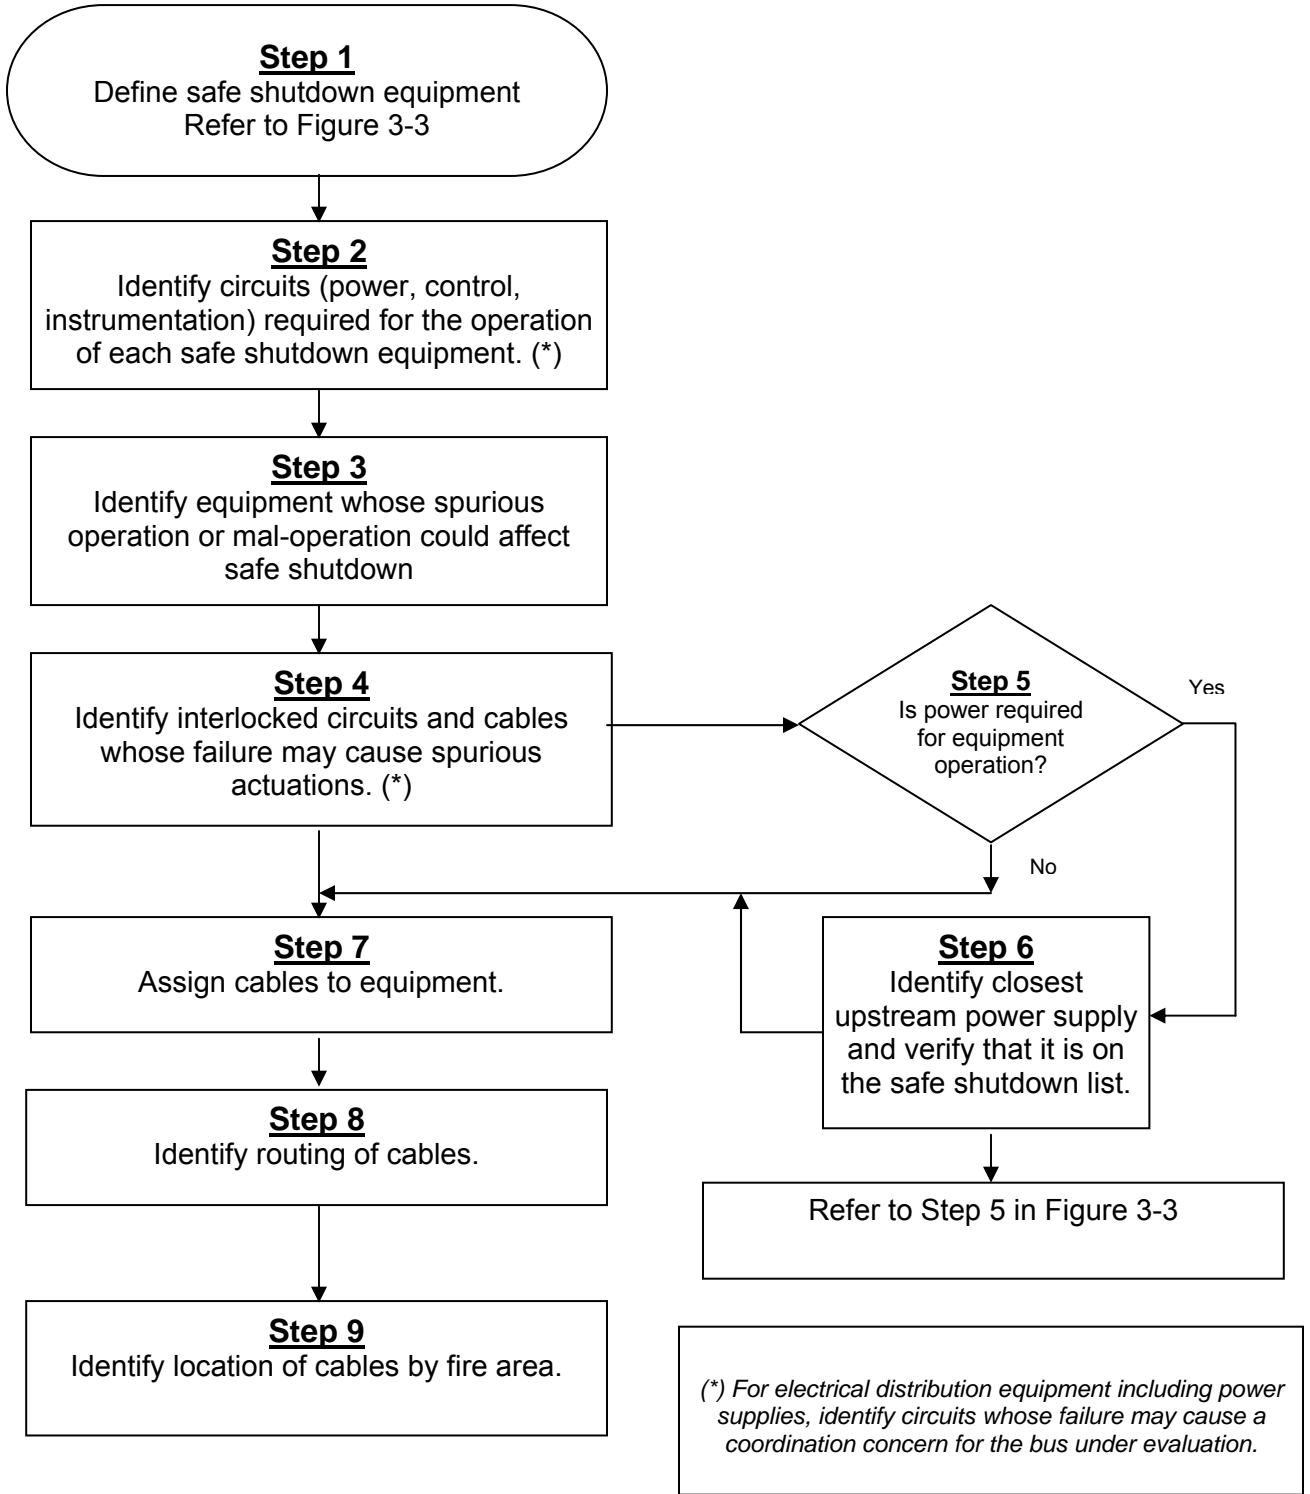 Step 1
Define safe shutdown equipment
Refer to Figure 3-3
Step 2
Identify circuits (power, control,
instrumentation) required for the operation
of each safe shutdown equipment. (*)
Step 3
Identify equipment whose spurious
operation or mal-operation could affect
safe shutdown
Step 4
Identify interlocked circuits and cables
whose failure may cause spurious
actuations. (*)
Step 5
Is power required
for equipment
operation?
Yes
No
Step 6
Identify closest
upstream power supply
and verify that it is on
the safe shutdown list.
Refer to Step 5 in Figure 3-3
Step 7
Assign cables to equipment.
Step 8
Identify routing of cables.
Step 9
Identify location of cables by fire area.
(*) For electrical distribution equipment including power
supplies, identify circuits whose failure may cause a
coordination concern for the bus under evaluation.